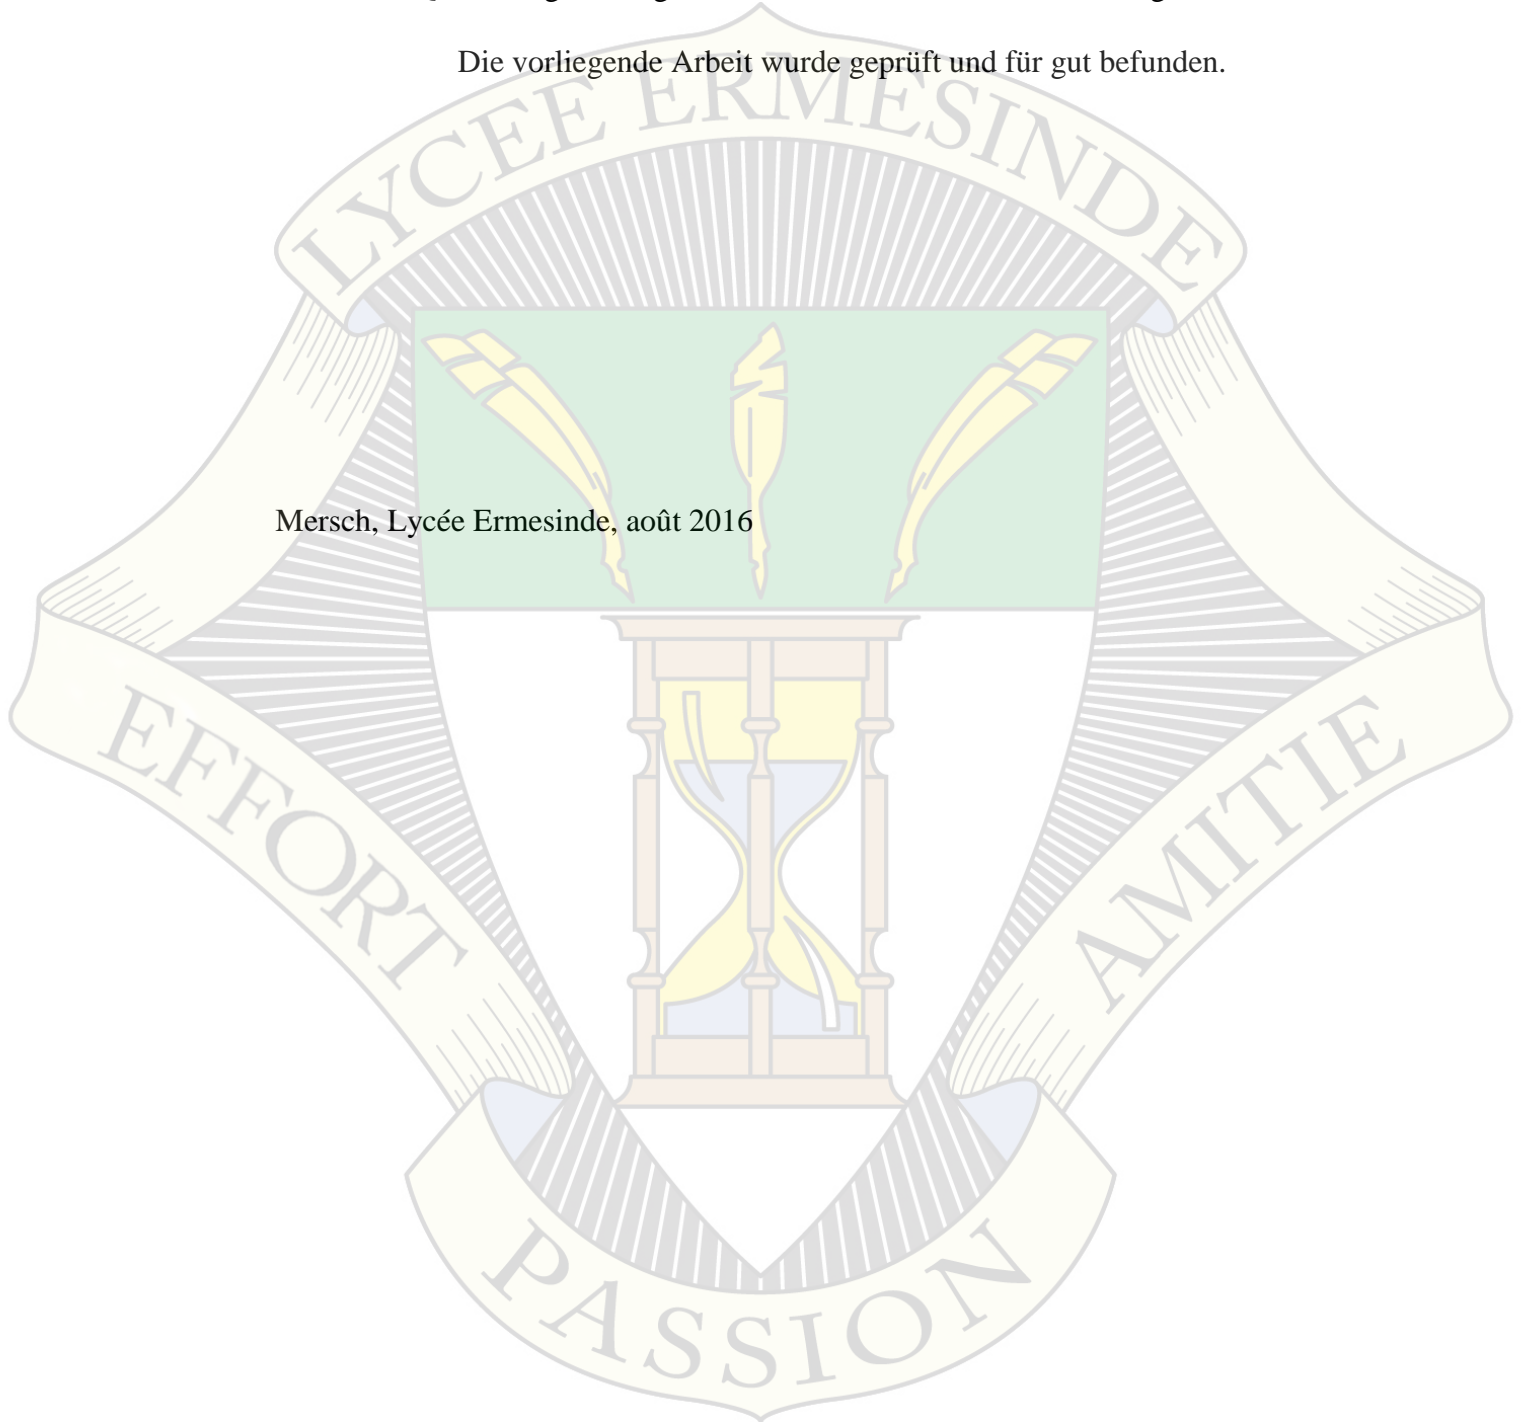 Die vorliegende Arbeit wurde geprüft und für gut befunden.
LYCEE ERMESINDE
Mersch, Lycée Ermesinde, août 2016
EFFORT
AMITIE
PASSION